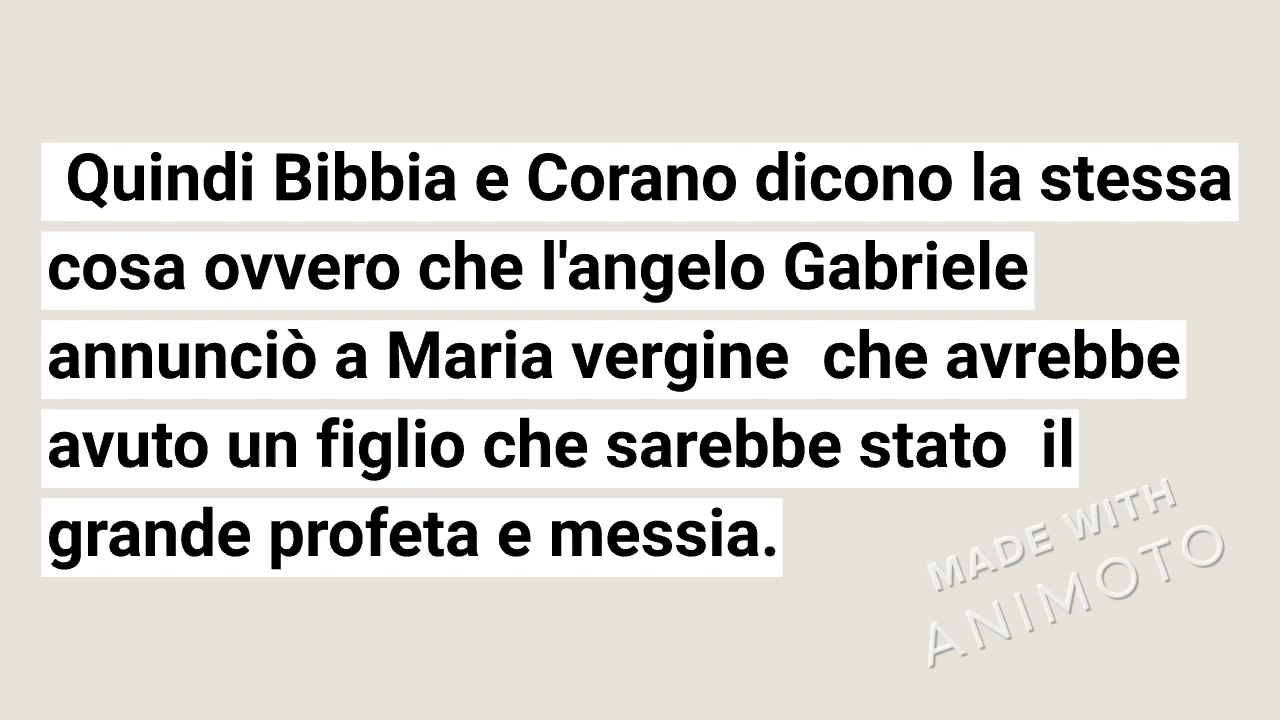 Quindi Bibbia e Corano dicono la stessa
cosa ovvero che l'angelo Gabriele
annunciò a Maria vergine  che avrebbe
avuto un figlio che sarebbe stato  il
grande profeta e messia.
MADE WITH
ANIMOTO